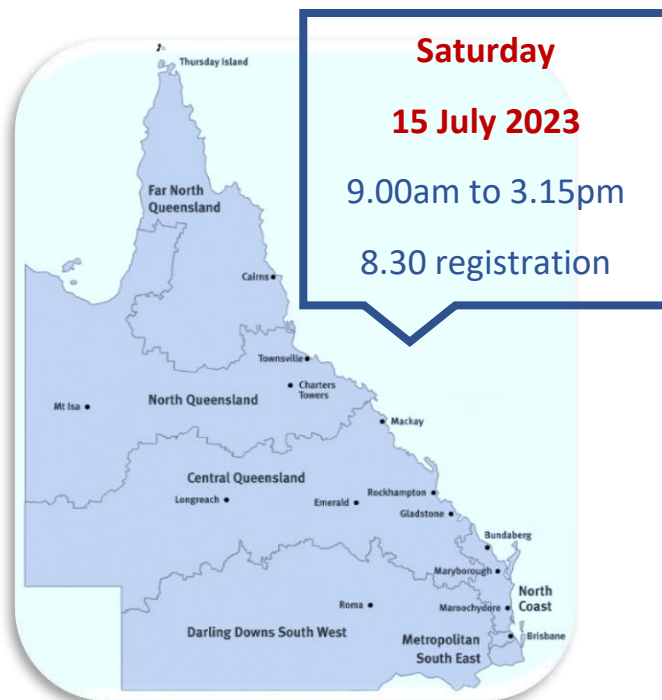 Saturday
15 July 2023
9.00am to 3.15pm
8.30 registration
Thursday Island
Far North
Queensland
Cairns
Townsville
Charters
Towers
Mt Isa
North Queensland
Mackay
Central Queensland
Longreach
Emerald
Rockhampton
Gladstone
Bundaberg
Maryborough
North
Coast
Roma
Maroochydore
Darling Downs South West
Metropolitan
South East
Brisbane